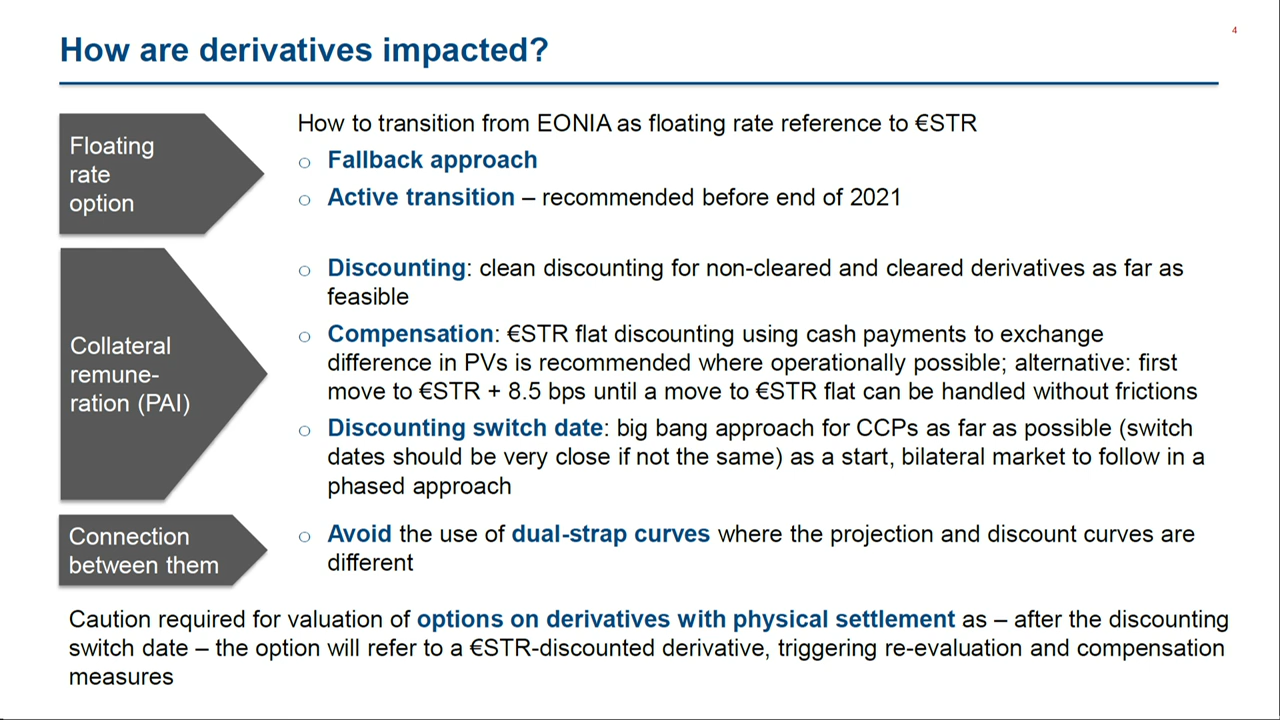 4
How are derivatives impacted?
Floating
rate
option
How to transition from EONIA as floating rate reference to €STR
○ Fallback approach
○ Active transition – recommended before end of 2021
Collateral
remune-
ration (PAI)
○ Discounting: clean discounting for non-cleared and cleared derivatives as far as
feasible
○ Compensation: €STR flat discounting using cash payments to exchange
difference in PVs is recommended where operationally possible; alternative: first
move to €STR + 8.5 bps until a move to €STR flat can be handled without frictions
○ Discounting switch date: big bang approach for CCPs as far as possible (switch
dates should be very close if not the same) as a start, bilateral market to follow in a
phased approach
Connection
between them
○ Avoid the use of dual-strap curves where the projection and discount curves are
different
Caution required for valuation of options on derivatives with physical settlement as – after the discounting
switch date – the option will refer to a €STR-discounted derivative, triggering re-evaluation and compensation
measures